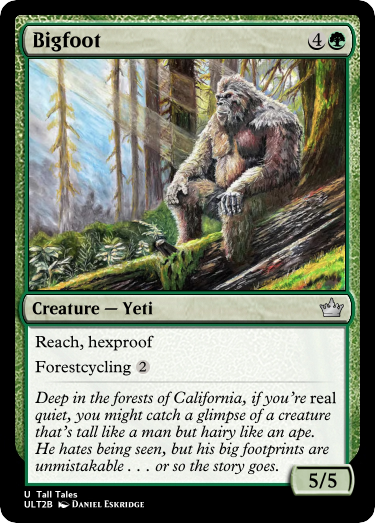 Bigfoot 4
Creature — Yeti
Reach, hexproof
Forestcycling 2
Deep in the forests of California, if you're real
quiet, you might catch a glimpse of a creature
that's tall like a man but hairy like an ape.
He hates being seen, but his big footprints are
unmistakable . . . or so the story goes.
5/5
U Tall Tales
ULT2B Daniel Eskridge